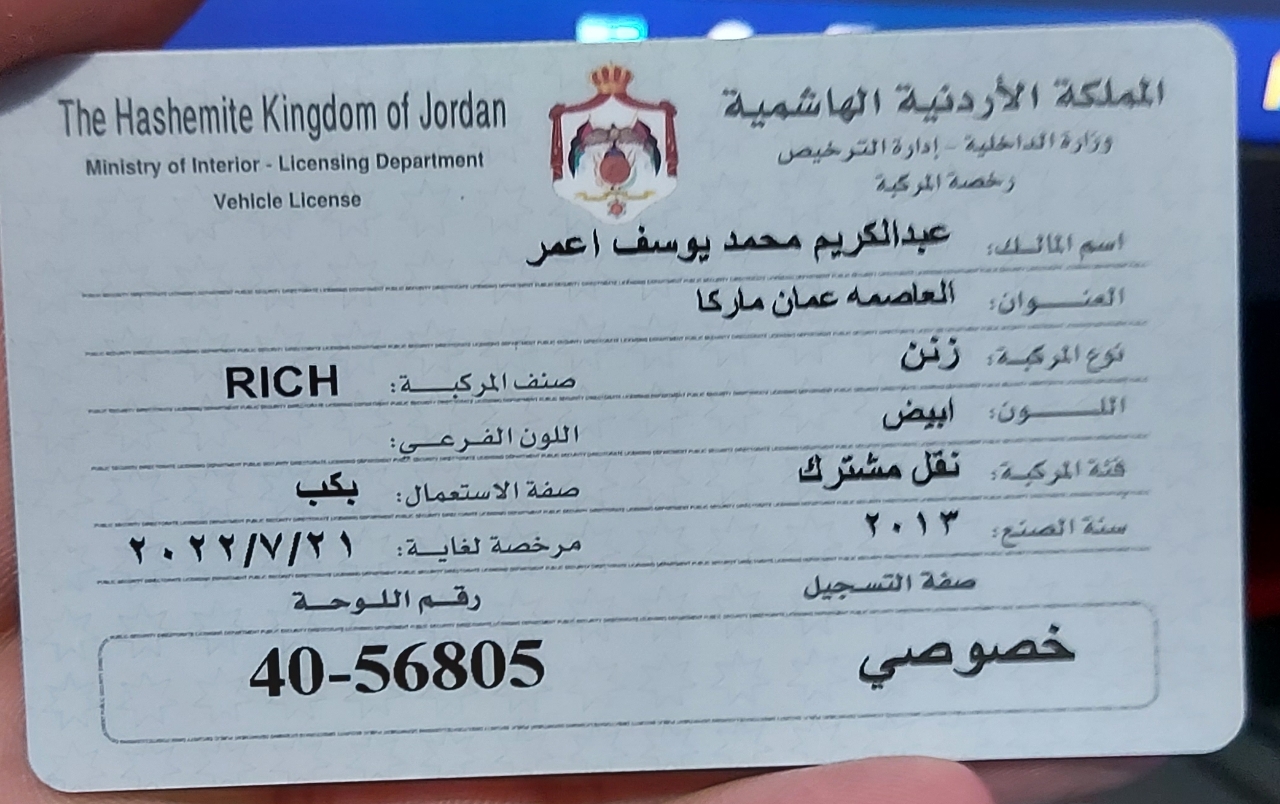 The Hashemite Kingdom of Jordan
Ministry of Interior - Licensing Department
Vehicle License
المملكة الأردنية الهاشمية
وزارة الداخلية - إدارة الترخيص
رخصة المركبة
اسم المالك: عبدالكريم محمد يوسف اعمر
العنوان: العاصمه عمان ماركا
نوع المركبة: زنن
صنف المركبة: RICH
اللون: ابيض
اللون الفرعي:
فئة المركبة: نقل مشترك
صفة الاستعمال: بكب
سنة الصنع: ٢٠١٣
مرخصة لغاية: ٢٠٢٢/٧/٢١
صفة التسجيل
رقم اللوحة
خصوصي
40-56805